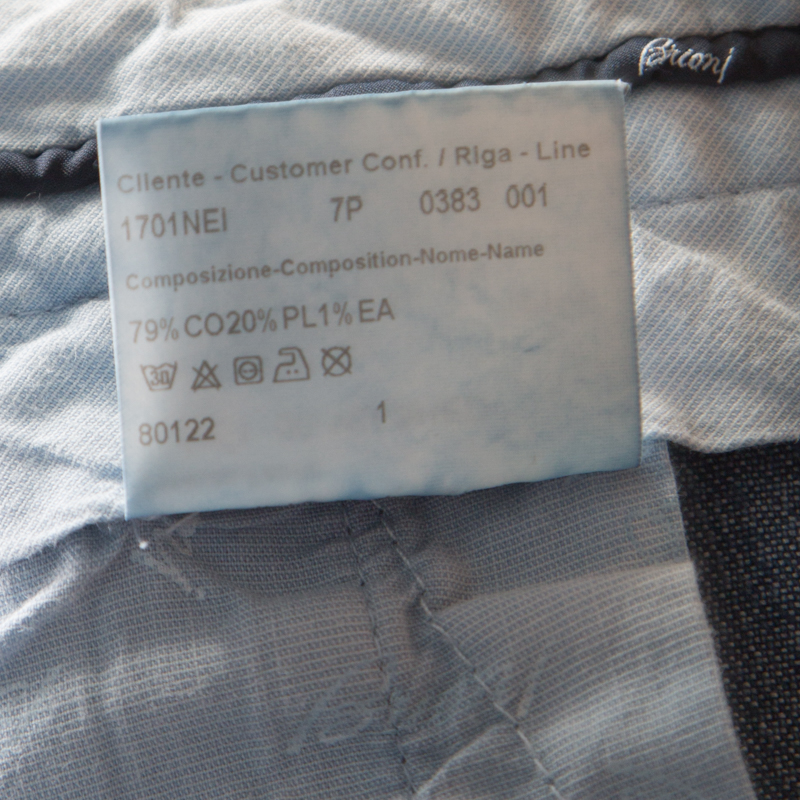 Brioni
Cliente - Customer Conf. / Riga - Line
1701NEI 7P 0383 001
Composizione-Composition-Nome-Name
79% CO20% PL1% EA
30
80122 1
Brioni